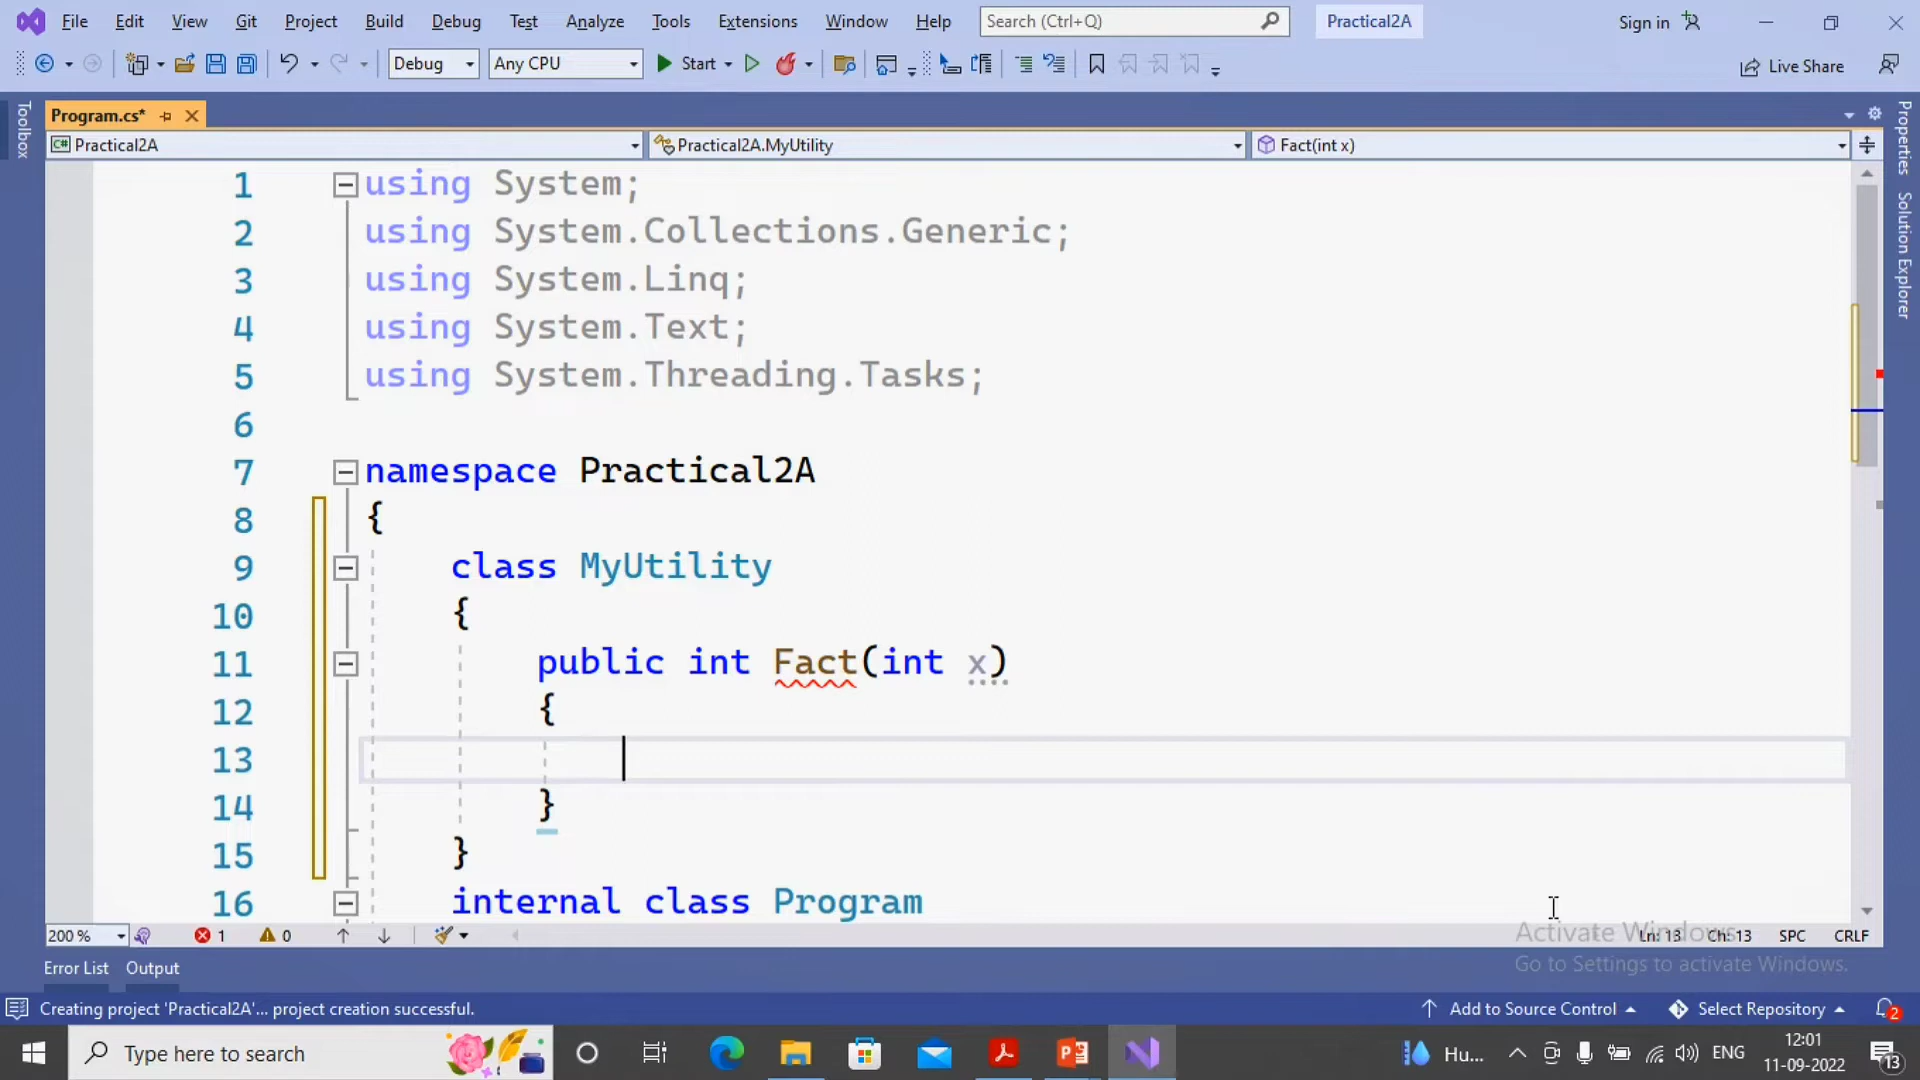 File Edit View Git Project Build Debug Test Analyze Tools Extensions Window Help Search (Ctrl+Q) Practical2A Sign in
Debug Any CPU Start Live Share
Toolbox
Program.cs*
Practical2A Practical2A.MyUtility Fact(int x)
Properties
Solution Explorer
1 using System;
2 using System.Collections.Generic;
3 using System.Linq;
4 using System.Text;
5 using System.Threading.Tasks;
6
7 namespace Practical2A
8 {
9 class MyUtility
10 {
11 public int Fact(int x)
12 {
13
14 }
15 }
16 internal class Program
200 % 1 0 Ln: 13 Ch: 13 SPC CRLF
Activate Windows
Go to Settings to activate Windows.
Error List Output
Creating project 'Practical2A'... project creation successful. Add to Source Control Select Repository 2
Type here to search Hu... ENG 12:01
11-09-2022 13